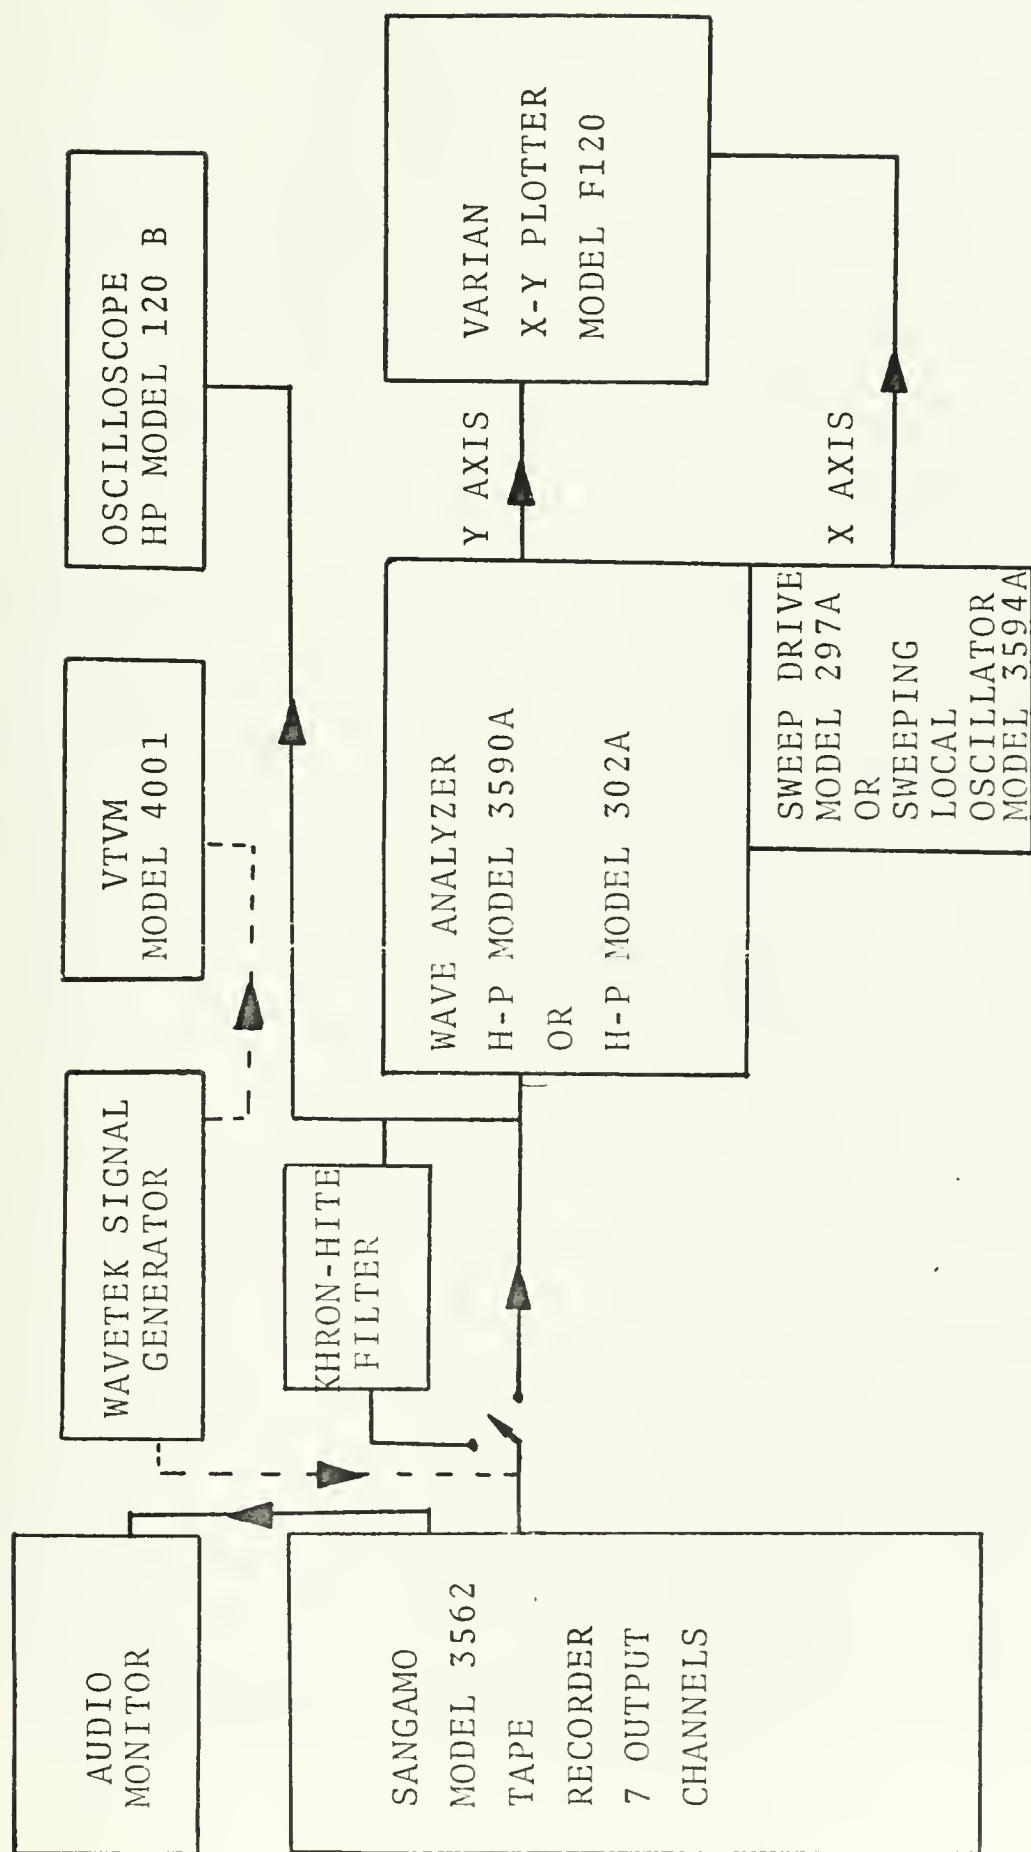 AUDIO
MONITOR
WAVETEK SIGNAL
GENERATOR
VTVM
MODEL 4001
OSCILLOSCOPE
HP MODEL 120 B
KHRON-HITE
FILTER
SANGAMO
MODEL 3562
TAPE
RECORDER
7 OUTPUT
CHANNELS
WAVE ANALYZER
H-P MODEL 3590A
OR
H-P MODEL 302A
Y AXIS
VARIAN
X-Y PLOTTER
MODEL F120
SWEEP DRIVE
MODEL 297A
OR
SWEEPING
LOCAL
OSCILLATOR
MODEL 3594A
X AXIS